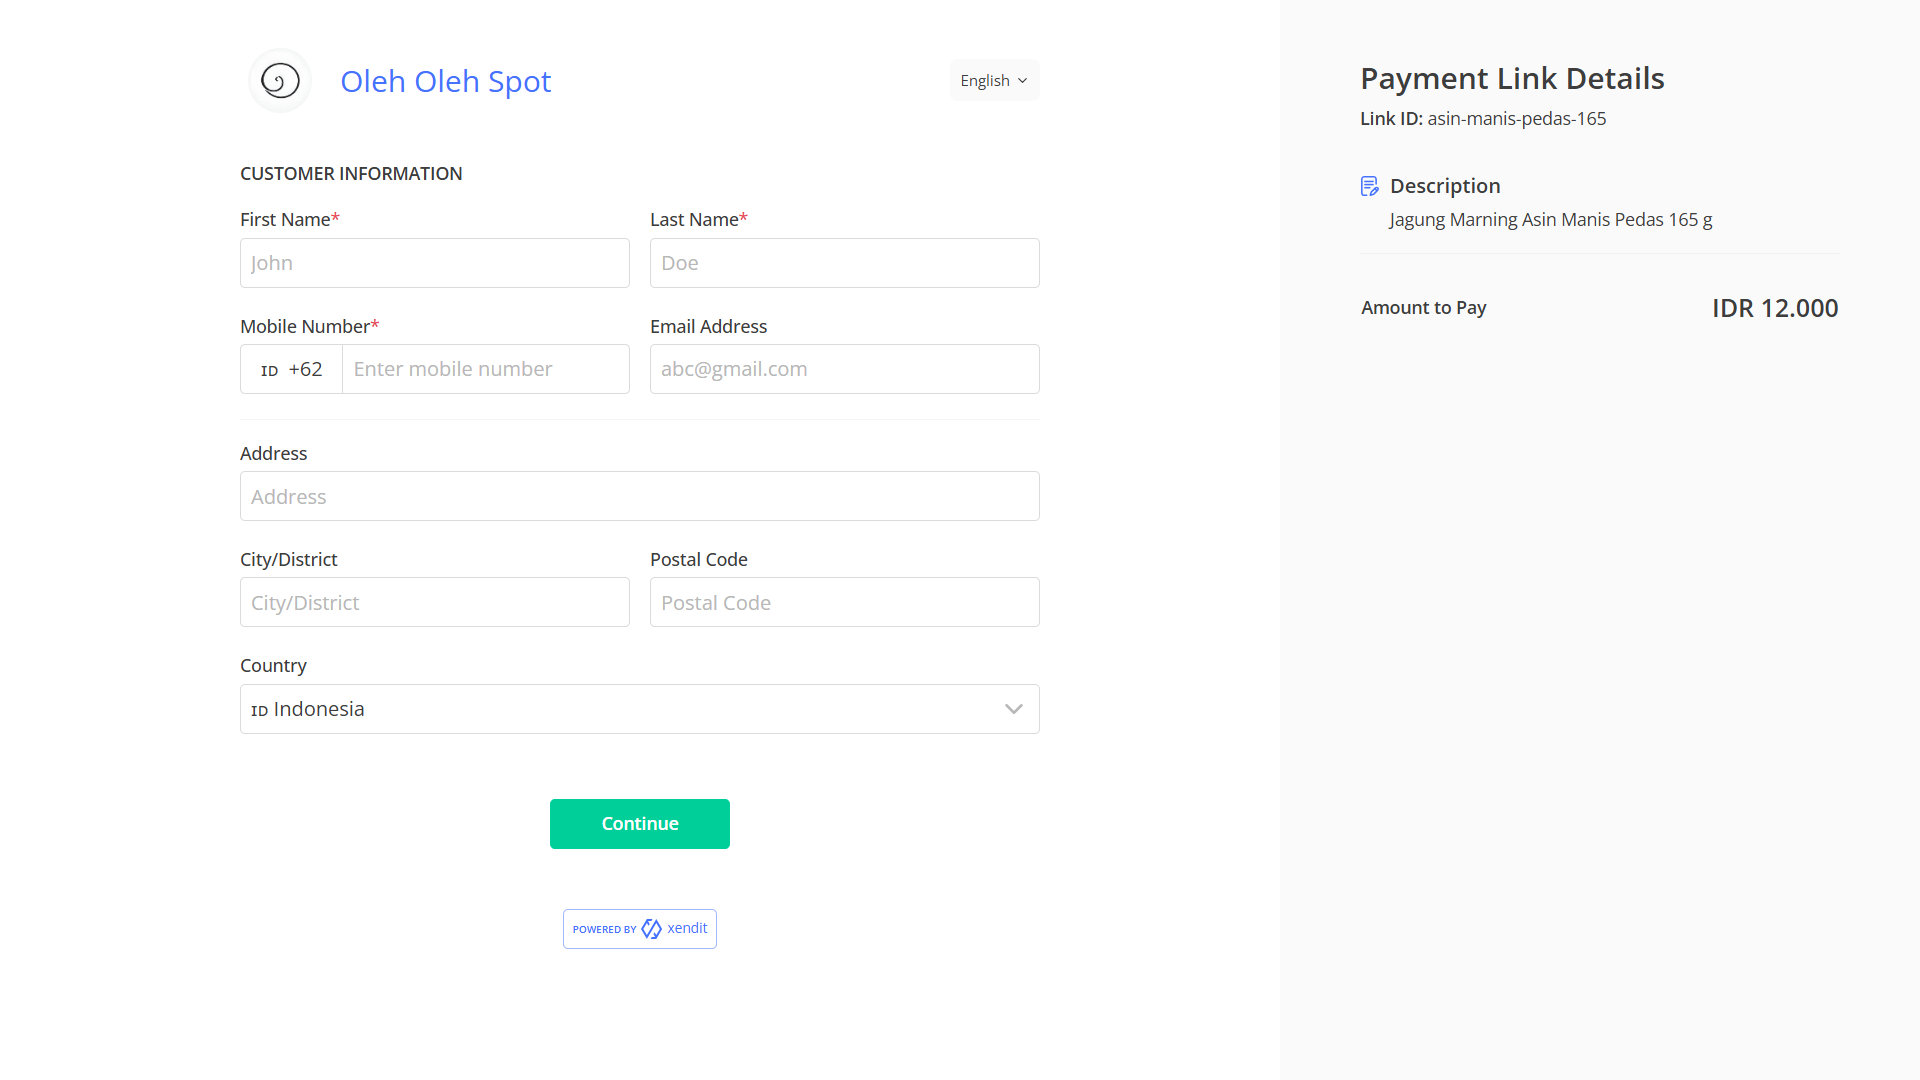 Oleh Oleh Spot
English
CUSTOMER INFORMATION
First Name*
Last Name*
John
Doe
Mobile Number*
Email Address
ID +62
Enter mobile number
abc@gmail.com
Address
Address
City/District
Postal Code
City/District
Postal Code
Country
ID Indonesia
Continue
POWERED BY xendit
Payment Link Details
Link ID: asin-manis-pedas-165
Description
Jagung Marning Asin Manis Pedas 165 g
Amount to Pay
IDR 12.000